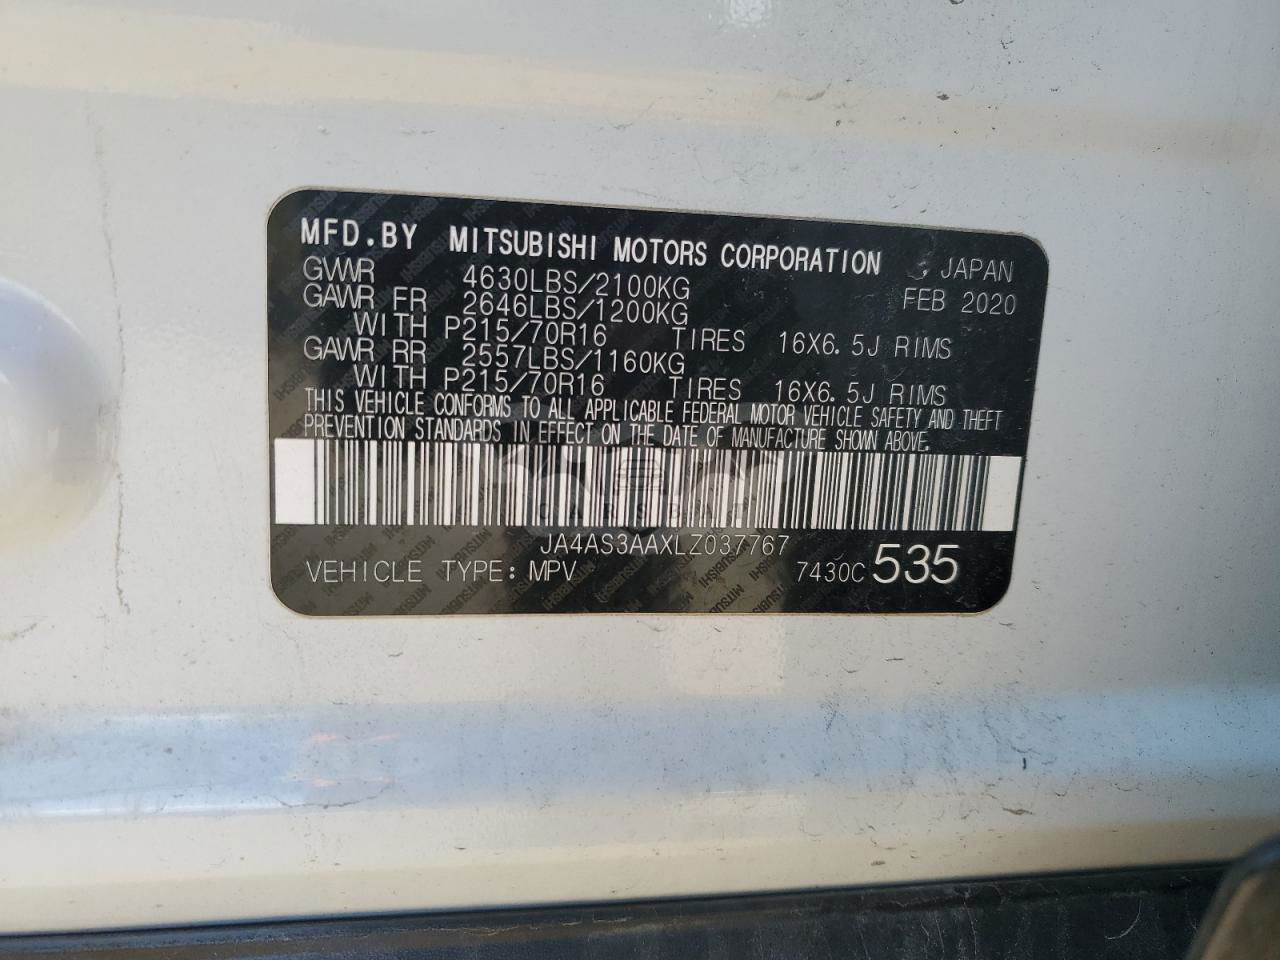 MFD.BY MITSUBISHI MOTORS CORPORATION JAPAN
GVWR 4630LBS/2100KG FEB 2020
GAWR FR 2646LBS/1200KG
WITH P215/70R16 TIRES 16X6.5J RIMS
GAWR RR 2557LBS/1160KG
WITH P215/70R16 TIRES 16X6.5J RIMS
THIS VEHICLE CONFORMS TO ALL APPLICABLE FEDERAL MOTOR VEHICLE SAFETY AND THEFT
PREVENTION STANDARDS IN EFFECT ON THE DATE OF MANUFACTURE SHOWN ABOVE.
JA4AS3AAXLZ037767
VEHICLE TYPE: MPV 7430C 535